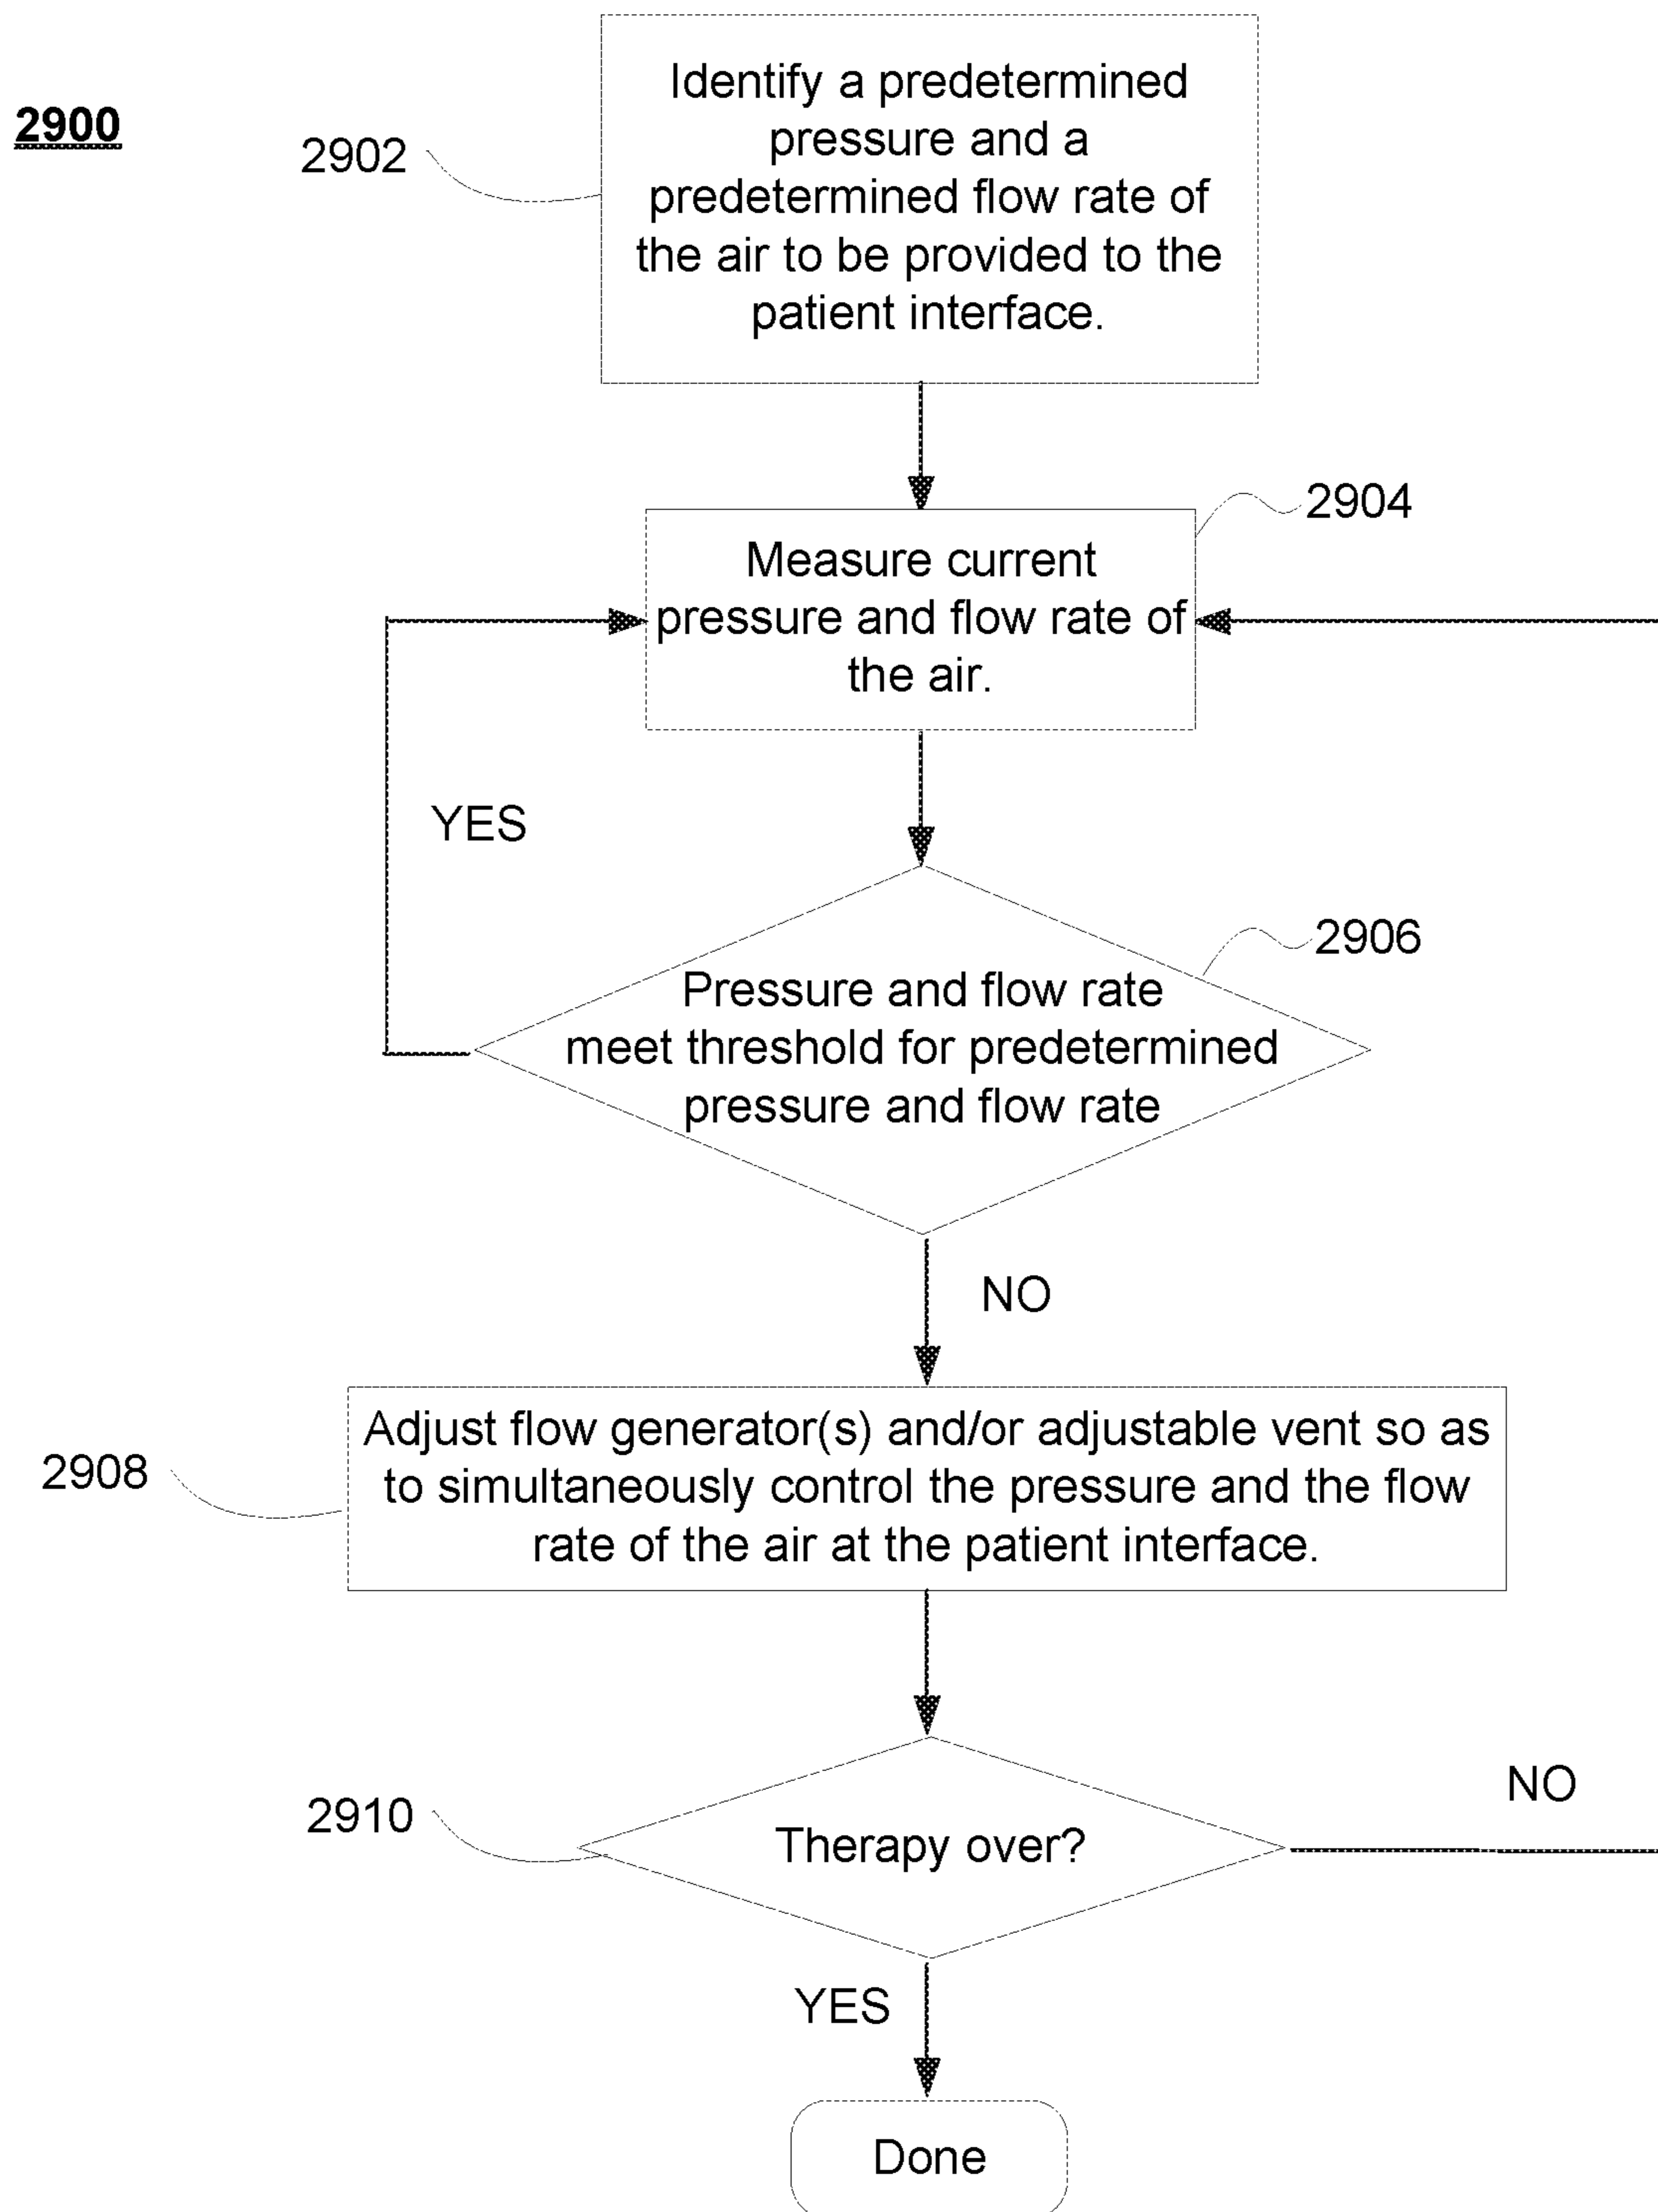 2900
2902
Identify a predetermined
pressure and a
predetermined flow rate of
the air to be provided to the
patient interface.
2904
Measure current
pressure and flow rate of
the air.
YES
2906
Pressure and flow rate
meet threshold for predetermined
pressure and flow rate
NO
2908
Adjust flow generator(s) and/or adjustable vent so as
to simultaneously control the pressure and the flow
rate of the air at the patient interface.
2910
Therapy over?
NO
YES
Done